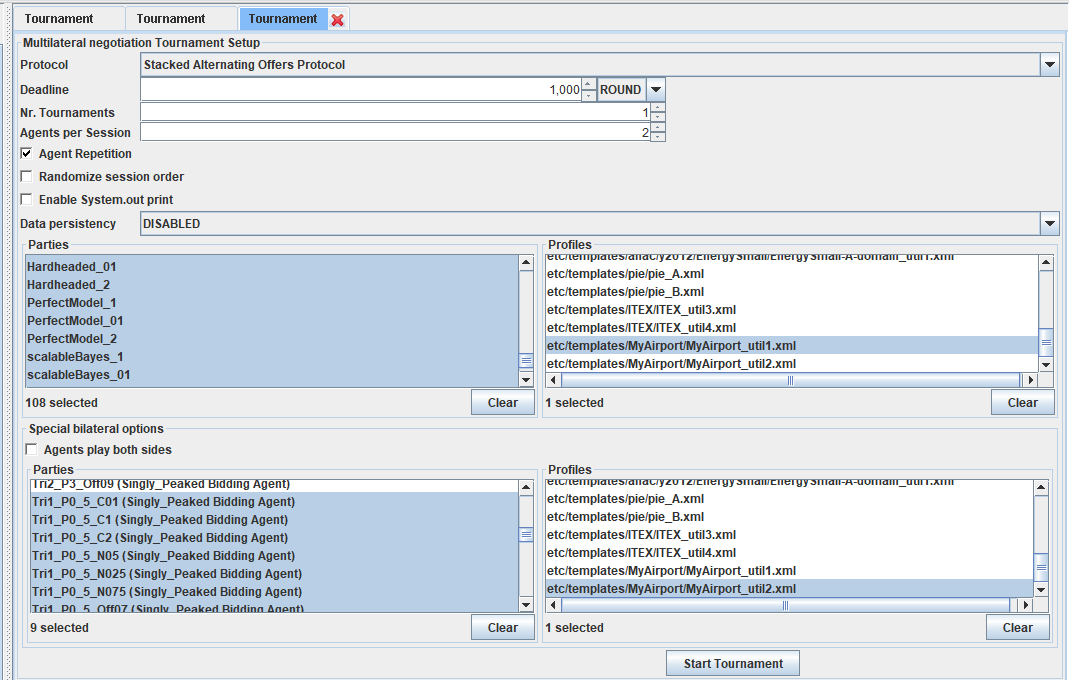 Tournament Tournament Tournament
Multilateral negotiation Tournament Setup
Protocol Stacked Alternating Offers Protocol
Deadline 1,000 ROUND
Nr. Tournaments 1
Agents per Session 2
Agent Repetition
Randomize session order
Enable System.out print
Data persistency DISABLED
Parties
Hardheaded_01
Hardheaded_2
PerfectModel_1
PerfectModel_01
PerfectModel_2
scalableBayes_1
scalableBayes_01
108 selected Clear
Profiles
etc/templates/anac/y2012/EnergySmall/EnergySmall-A-domain_util1.xml
etc/templates/pie/pie_A.xml
etc/templates/pie/pie_B.xml
etc/templates/ITEX/ITEX_util3.xml
etc/templates/ITEX/ITEX_util4.xml
etc/templates/MyAirport/MyAirport_util1.xml
etc/templates/MyAirport/MyAirport_util2.xml
1 selected Clear
Special bilateral options
Agents play both sides
Parties
Tri2_P3_Off09 (Singly_Peaked Bidding Agent)
Tri1_P0_5_C01 (Singly_Peaked Bidding Agent)
Tri1_P0_5_C1 (Singly_Peaked Bidding Agent)
Tri1_P0_5_C2 (Singly_Peaked Bidding Agent)
Tri1_P0_5_N05 (Singly_Peaked Bidding Agent)
Tri1_P0_5_N025 (Singly_Peaked Bidding Agent)
Tri1_P0_5_N075 (Singly_Peaked Bidding Agent)
Tri1_P0_5_Off07 (Singly_Peaked Bidding Agent)
9 selected Clear
Profiles
etc/templates/anac/y2012/EnergySmall/EnergySmall-A-domain_util1.xml
etc/templates/pie/pie_A.xml
etc/templates/pie/pie_B.xml
etc/templates/ITEX/ITEX_util3.xml
etc/templates/ITEX/ITEX_util4.xml
etc/templates/MyAirport/MyAirport_util1.xml
etc/templates/MyAirport/MyAirport_util2.xml
1 selected Clear
Start Tournament